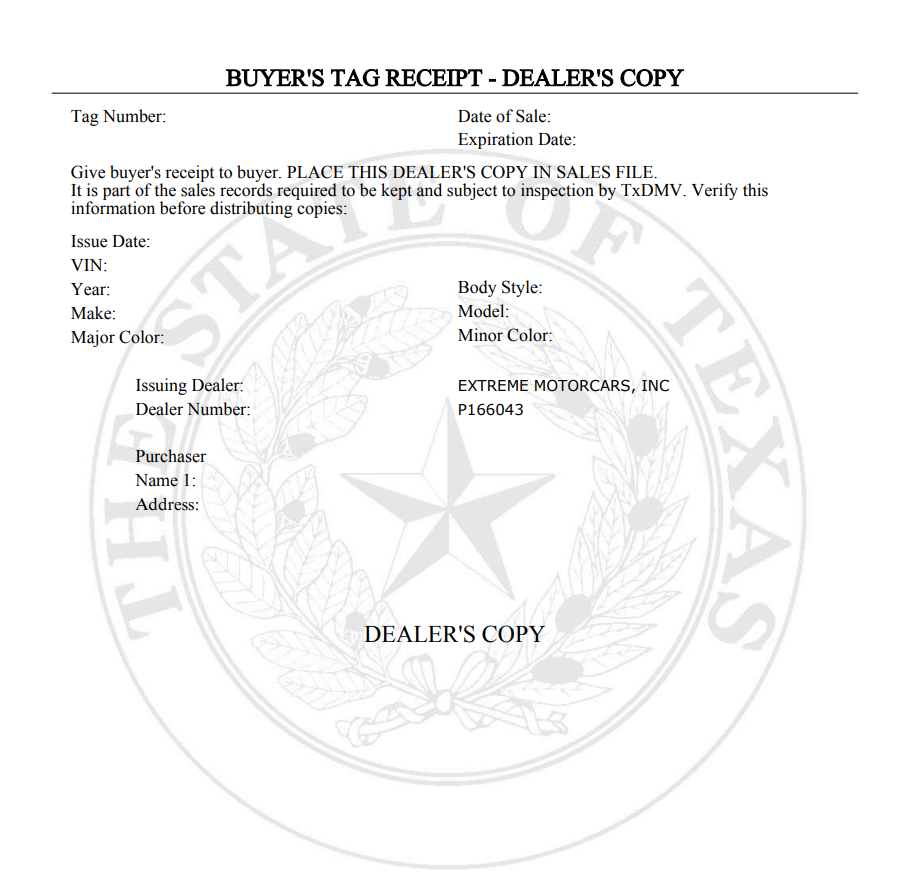 BUYER'S TAG RECEIPT - DEALER'S COPY
Tag Number:
Date of Sale:
Expiration Date:
Give buyer's receipt to buyer. PLACE THIS DEALER'S COPY IN SALES FILE.
It is part of the sales records required to be kept and subject to inspection by TxDMV. Verify this
information before distributing copies:
Issue Date:
VIN:
Year:
Body Style:
Make:
Model:
Major Color:
Minor Color:
Issuing Dealer: EXTREME MOTORCARS, INC
Dealer Number: P166043
Purchaser
Name 1:
Address:
DEALER'S COPY
THE STATE OF TEXAS